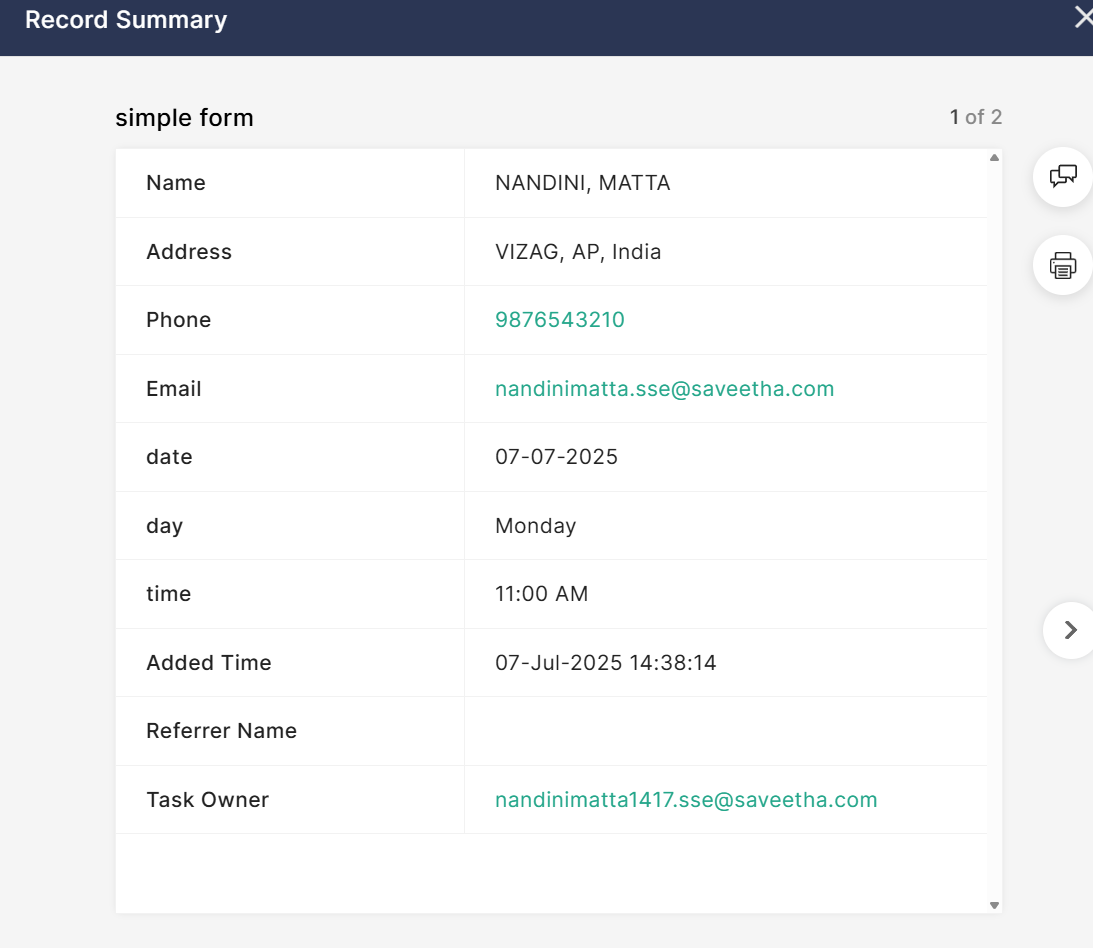 Record Summary
simple form
1 of 2
Name NANDINI, MATTA
Address VIZAG, AP, India
Phone 9876543210
Email nandinimatta.sse@saveetha.com
date 07-07-2025
day Monday
time 11:00 AM
Added Time 07-Jul-2025 14:38:14
Referrer Name
Task Owner nandinimatta1417.sse@saveetha.com